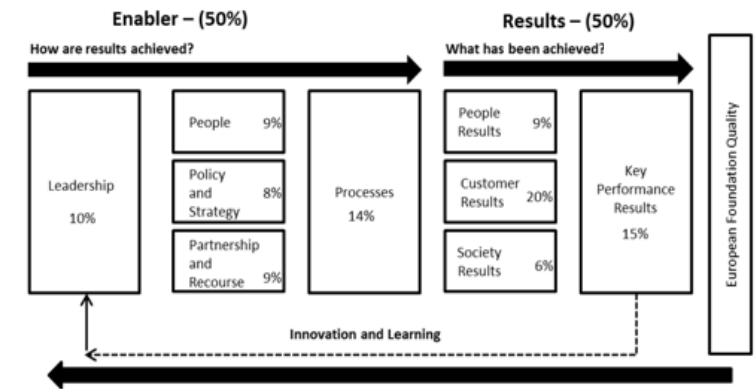 Enabler – (50%)
Results – (50%)
How are results achieved?
What has been achieved?
Leadership
10%
People 9%
Policy
and
Strategy 8%
Partnership
and
Recourse 9%
Processes
14%
People
Results 9%
Customer
Results 20%
Society
Results 6%
Key
Performance
Results
15%
European Foundation Quality
Innovation and Learning